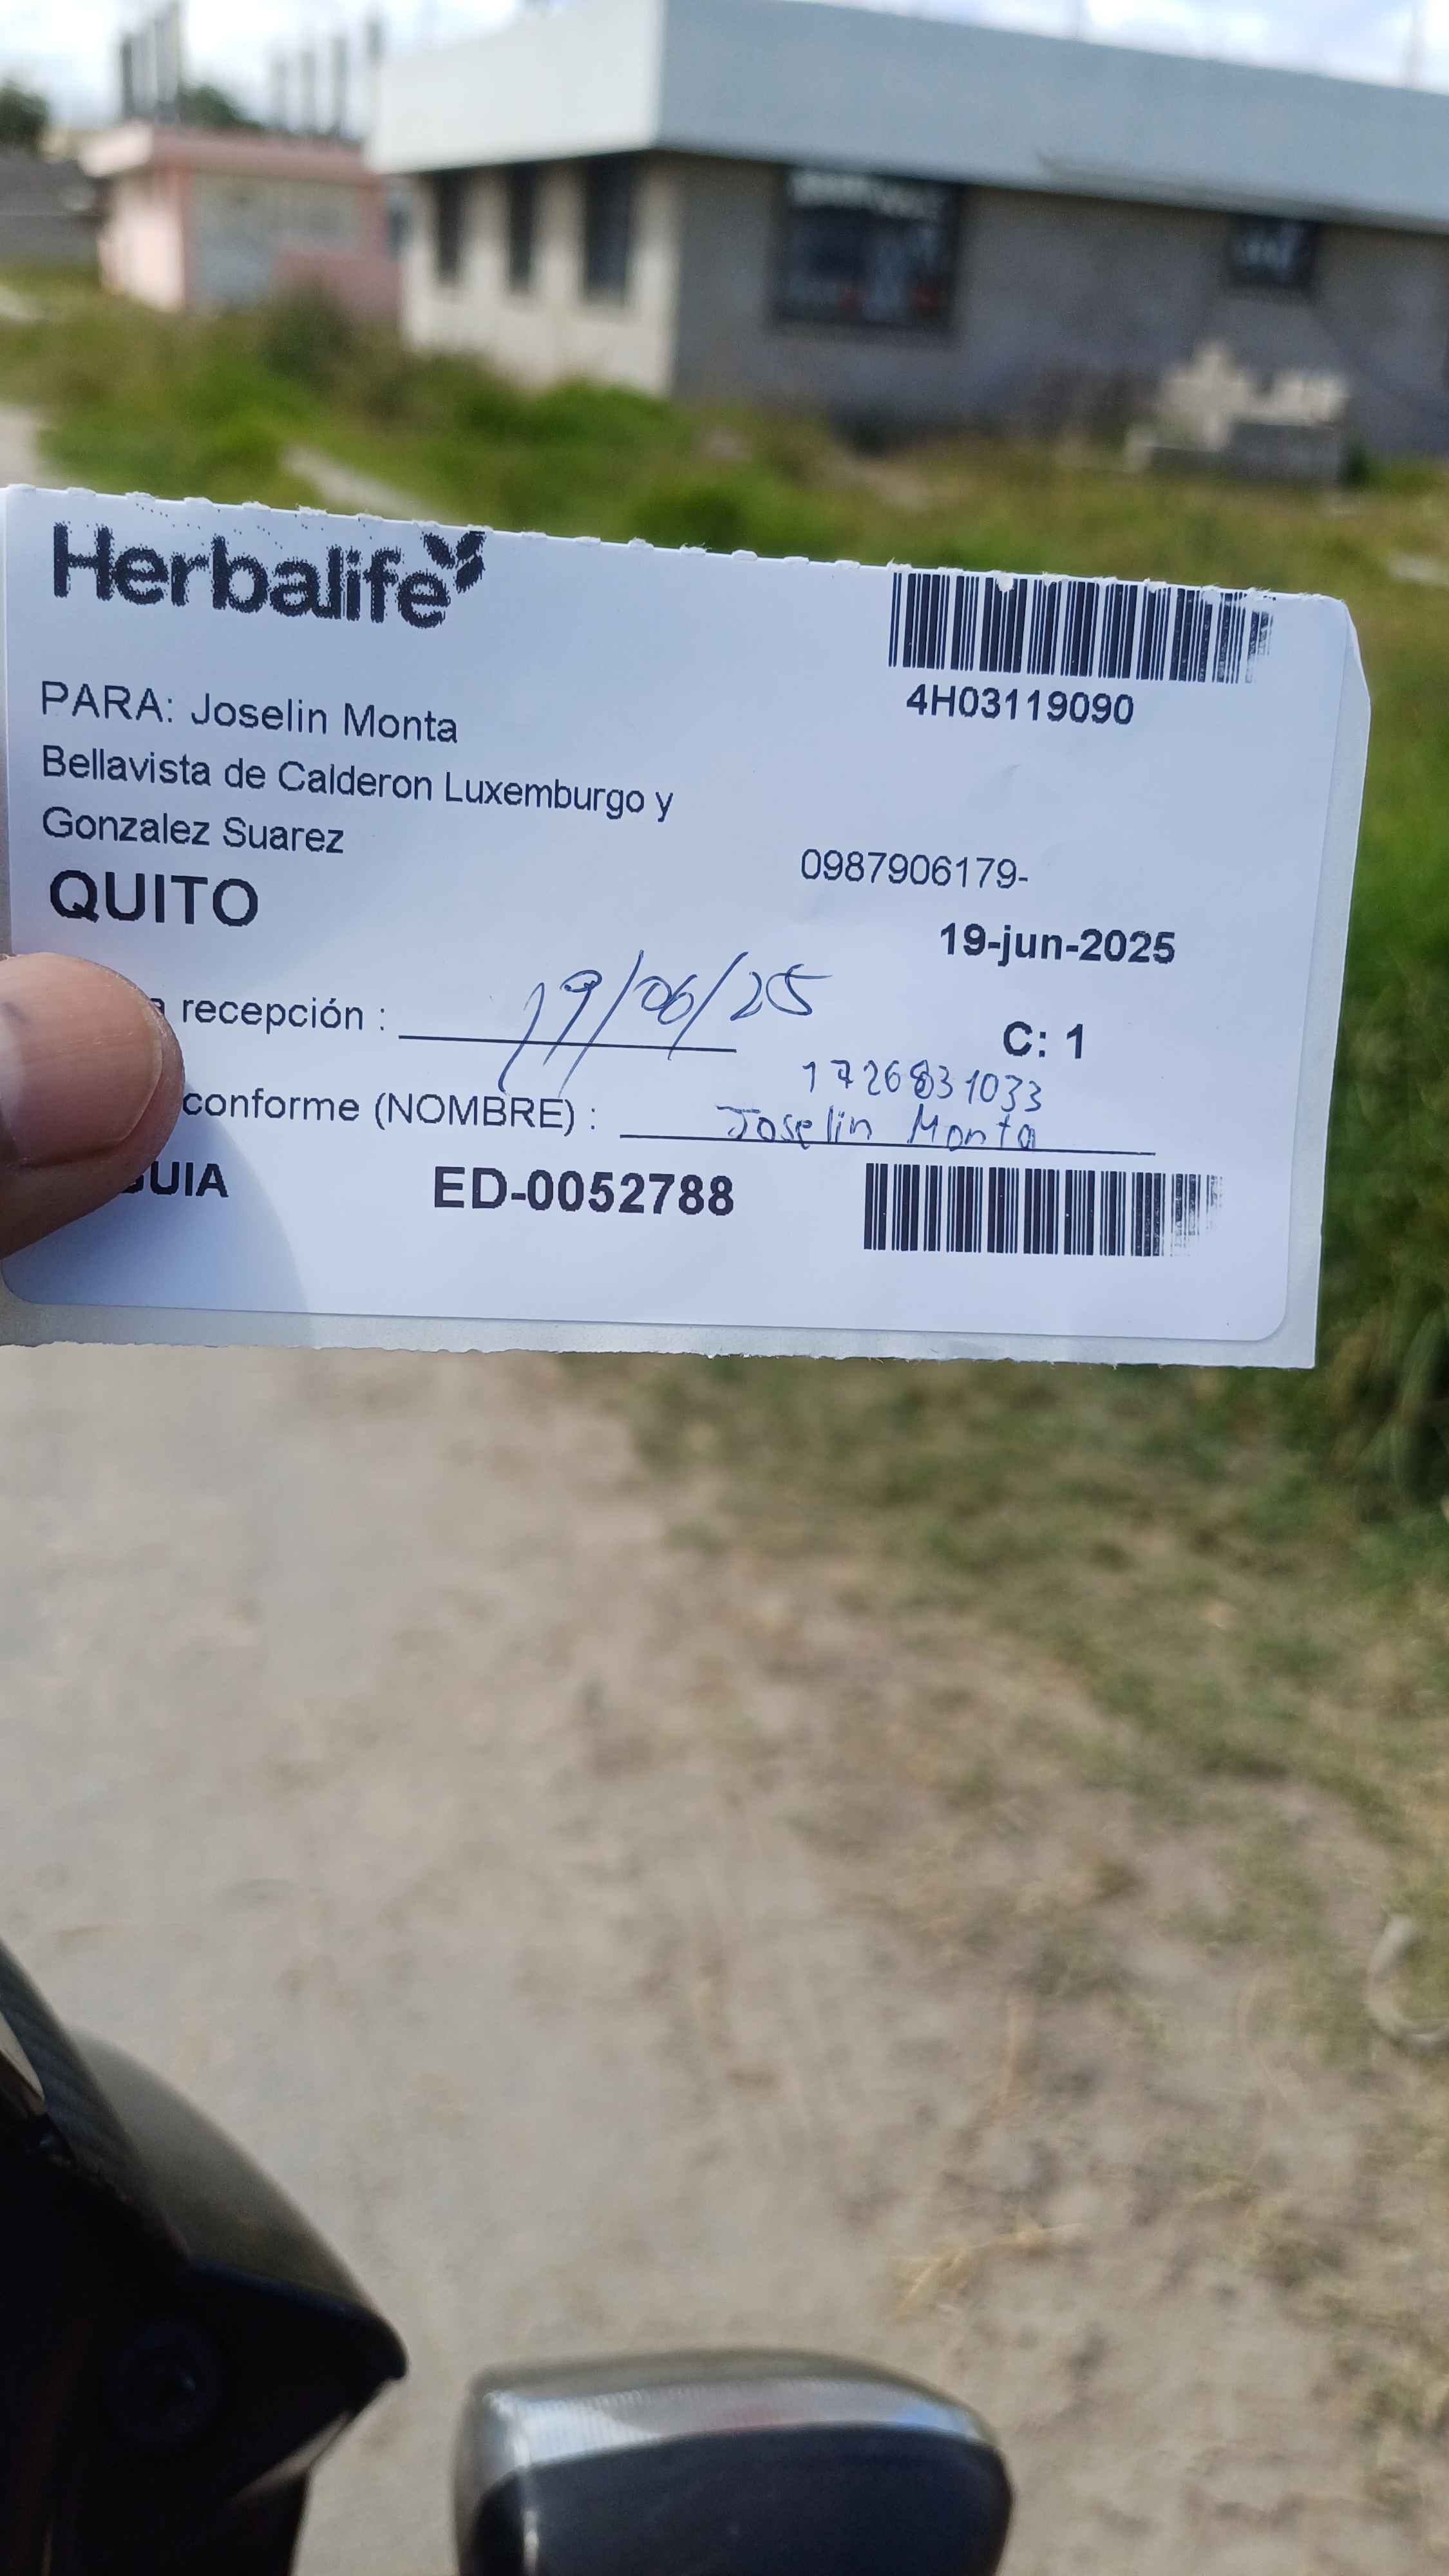 Herbalife
4H03119090
PARA: Joselin Monta
Bellavista de Calderon Luxemburgo y
Gonzalez Suarez
0987906179-
QUITO
19-jun-2025
recepción : 19/06/25
C: 1
1726831033
conforme (NOMBRE) : Joselin Monta
GUIA ED-0052788